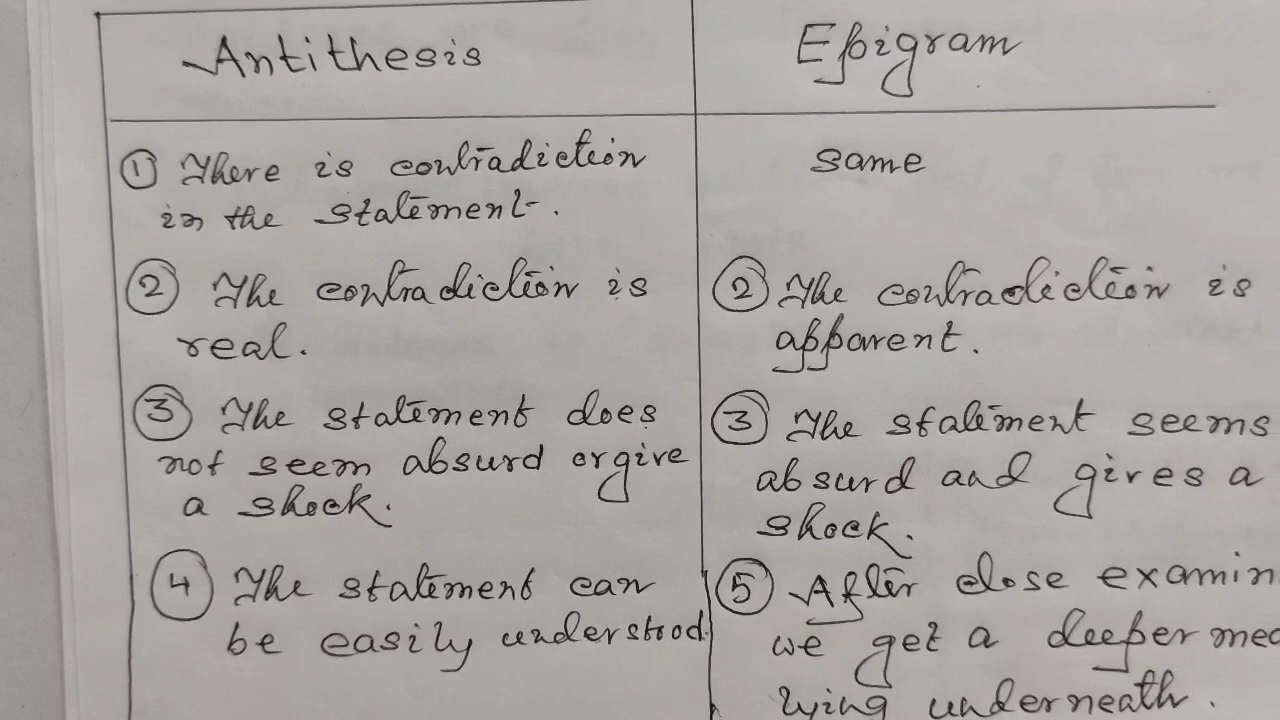 Antithesis
Epigram
① There is contradiction
in the statement.
same
② The contradiction is
real.
② The contradiction is
apparent.
③ The statement does
not seem absurd or give
a shock.
③ The statement seems
absurd and gives a
shock.
④ The statement can
be easily understood.
⑤ After close examin
we get a deeper mea
lying underneath.